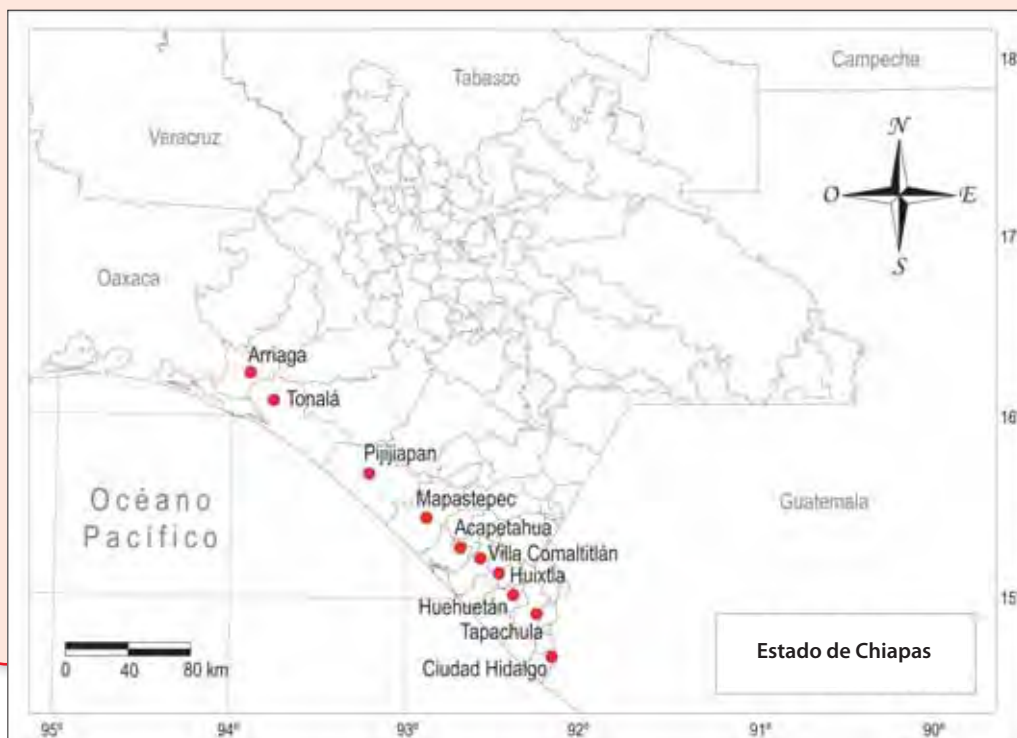 Campeche
18
Tabasco
Veracruz
N
O
E
S
17
Oaxaca
Arriaga
Tonalá
16
Pijijiapan
Océano
Pacífico
Mapastepec
Guatemala
Acapetahua
Villa Comaltitlán
Huixtla
15
Huehuetán
Tapachula
Estado de Chiapas
Ciudad Hidalgo
0 40 80 km
95° 94° 93° 92° 91° 90°